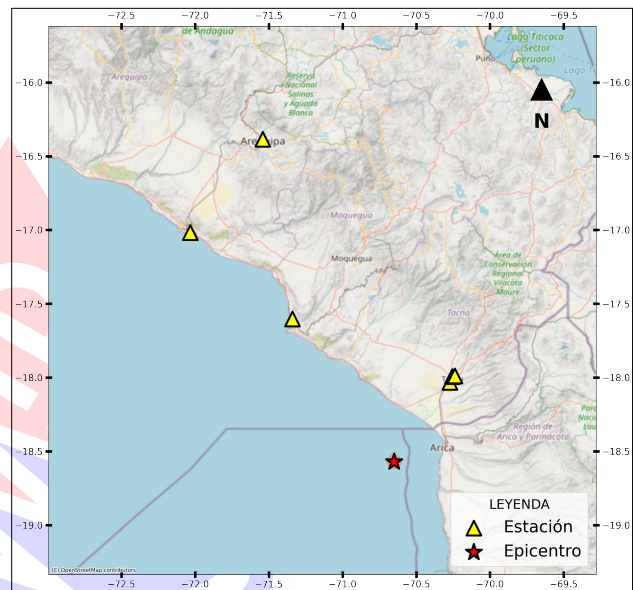 −72.5 −72.0 −71.5 −71.0 −70.5 −70.0 −69.5
de Andagua
Lago Titicaca
(Sector
peruano)
Puno
Lago Ti
−16.0 −16.0
Arequipa
Reserva
Nacional
Salinas
y Aguada
Blanca
N
−16.5 −16.5
Moquegua
−17.0 −17.0
Moquegua
Área de
Conservación
Regional
Vilacota
Maure
−17.5 −17.5
Tacna
−18.0 −18.0
Región de
Arica y Parinacota
Arica
−18.5 −18.5
LEYENDA
Estación
Epicentro
−19.0 −19.0
(C) OpenStreetMap contributors
−72.5 −72.0 −71.5 −71.0 −70.5 −70.0 −69.5